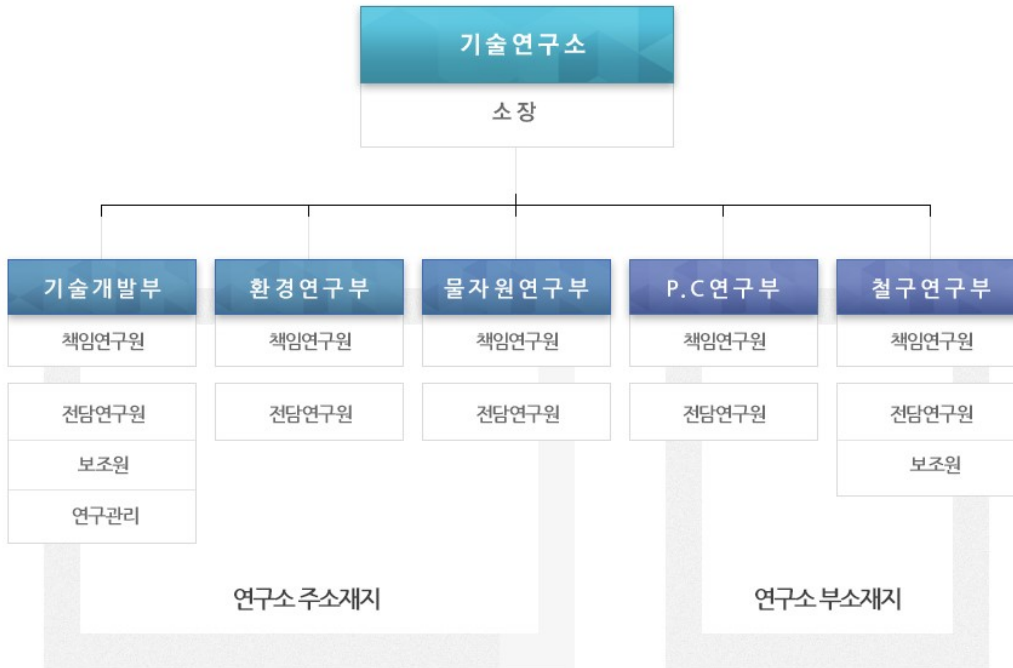 기술연구소
소장
기술개발부
환경연구부
물자원연구부
P.C연구부
철구연구부
책임연구원
책임연구원
책임연구원
책임연구원
책임연구원
전담연구원
전담연구원
전담연구원
전담연구원
전담연구원
보조원
보조원
연구관리
연구소 주소재지
연구소 부소재지